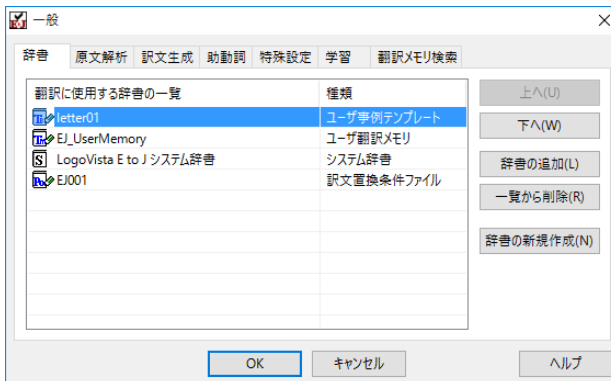 一般
辞書 原文解析 訳文生成 助動詞 特殊設定 学習 翻訳メモリ検索
翻訳に使用する辞書の一覧 種類
letter01 ユーザ事例テンプレート
EJ_UserMemory ユーザ翻訳メモリ
S LogoVista E to J システム辞書 システム辞書
EJ001 訳文置換条件ファイル
上へ(U)
下へ(W)
辞書の追加(L)
一覧から削除(R)
辞書の新規作成(N)
OK キャンセル ヘルプ